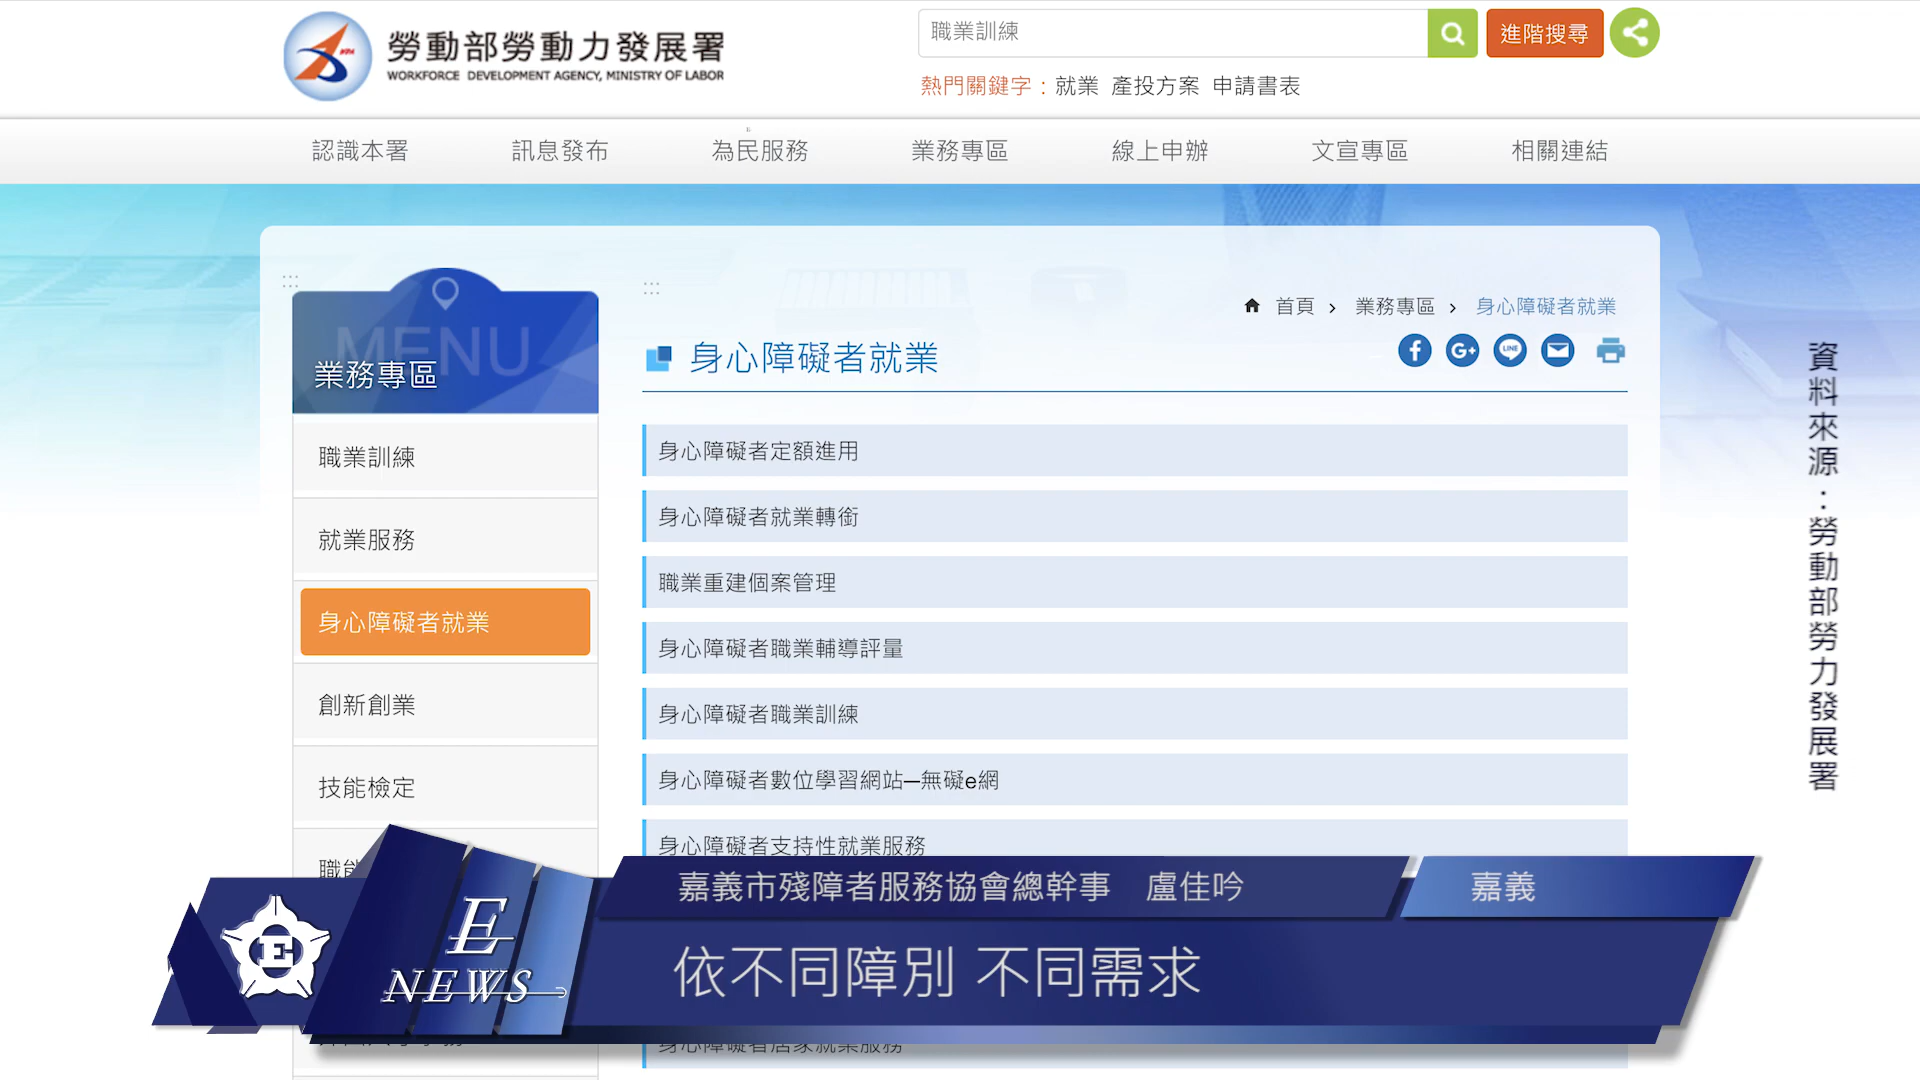 勞動部勞動力發展署
WORKFORCE DEVELOPMENT AGENCY, MINISTRY OF LABOR
職業訓練
進階搜尋
熱門關鍵字：就業 產投方案 申請書表
認識本署 訊息發布 為民服務 業務專區 線上申辦 文宣專區 相關連結
首頁 › 業務專區 › 身心障礙者就業
MENU
業務專區
職業訓練
就業服務
身心障礙者就業
創新創業
技能檢定
身心障礙者就業
身心障礙者定額進用
身心障礙者就業轉銜
職業重建個案管理
身心障礙者職業輔導評量
身心障礙者職業訓練
身心障礙者數位學習網站—無礙e網
身心障礙者支持性就業服務
身心障礙者居家就業服務
資料來源：勞動部勞動力發展署
嘉義市殘障者服務協會總幹事 盧佳吟
嘉義
E
E
NEWS
依不同障別 不同需求